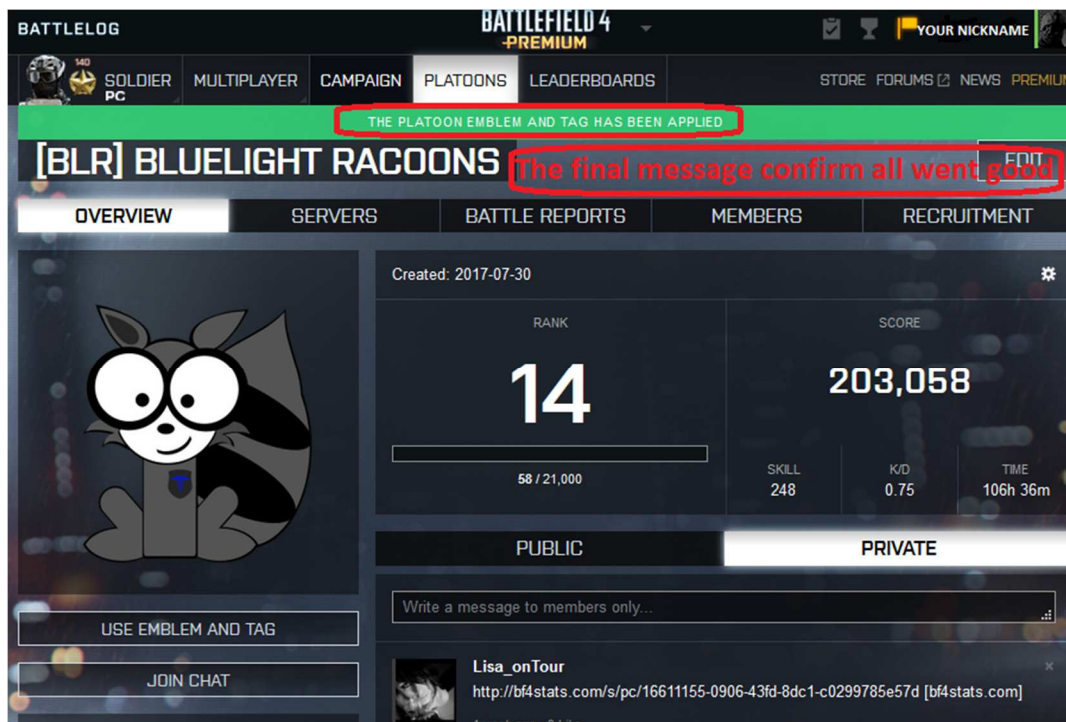 BATTLELOG
BATTLEFIELD 4
PREMIUM
YOUR NICKNAME
140
SOLDIER
PC
MULTIPLAYER
CAMPAIGN
PLATOONS
LEADERBOARDS
STORE
FORUMS
NEWS
PREMIUM
THE PLATOON EMBLEM AND TAG HAS BEEN APPLIED
[BLR] BLUELIGHT RACOONS
The final message confirm all went good
EDIT
OVERVIEW
SERVERS
BATTLE REPORTS
MEMBERS
RECRUITMENT
Created: 2017-07-30
RANK
14
58 / 21,000
SCORE
203,058
SKILL
248
K/D
0.75
TIME
106h 36m
PUBLIC
PRIVATE
Write a message to members only...
USE EMBLEM AND TAG
JOIN CHAT
Lisa_onTour
http://bf4stats.com/s/pc/16611155-0906-43fd-8dc1-c0299785e57d [bf4stats.com]